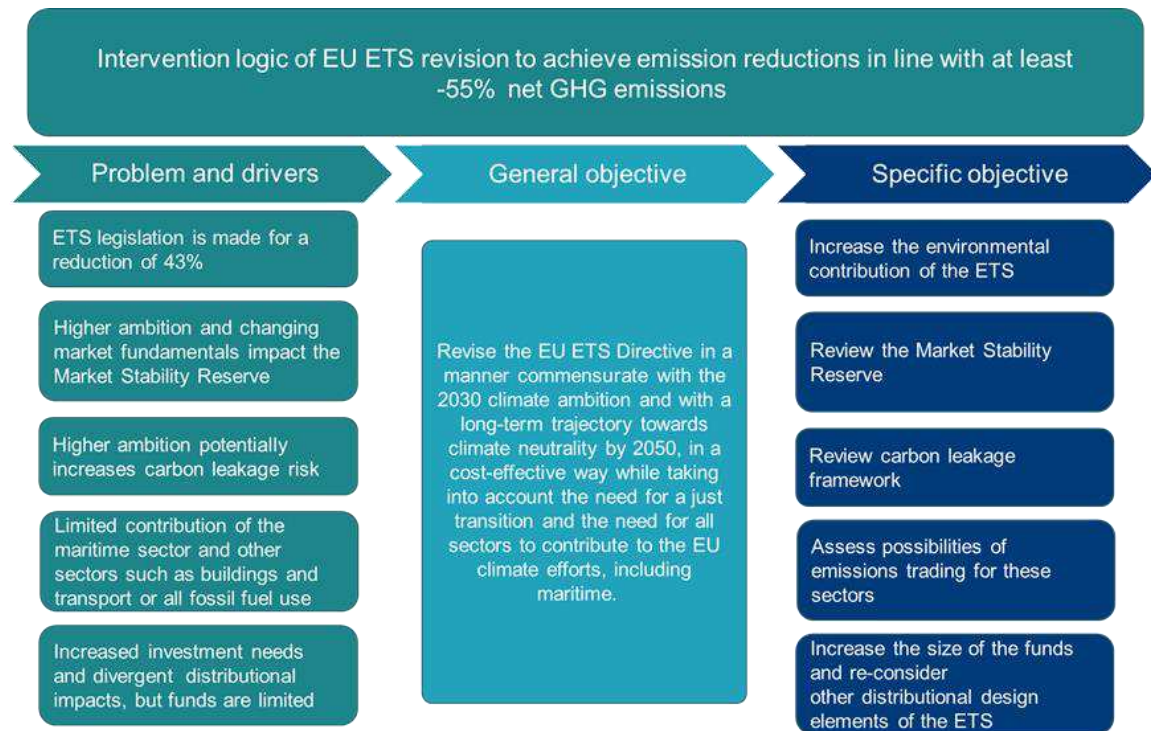 Intervention logic of EU ETS revision to achieve emission reductions in line with at least
-55% net GHG emissions
Problem and drivers
General objective
Specific objective
ETS legislation is made for a
reduction of 43%
Higher ambition and changing
market fundamentals impact the
Market Stability Reserve
Higher ambition potentially
increases carbon leakage risk
Limited contribution of the
maritime sector and other
sectors such as buildings and
transport or all fossil fuel use
Increased investment needs
and divergent distributional
impacts, but funds are limited
Revise the EU ETS Directive in a
manner commensurate with the
2030 climate ambition and with a
long-term trajectory towards
climate neutrality by 2050, in a
cost-effective way while taking
into account the need for a just
transition and the need for all
sectors to contribute to the EU
climate efforts, including
maritime.
Increase the environmental
contribution of the ETS
Review the Market Stability
Reserve
Review carbon leakage
framework
Assess possibilities of
emissions trading for these
sectors
Increase the size of the funds
and re-consider
other distributional design
elements of the ETS